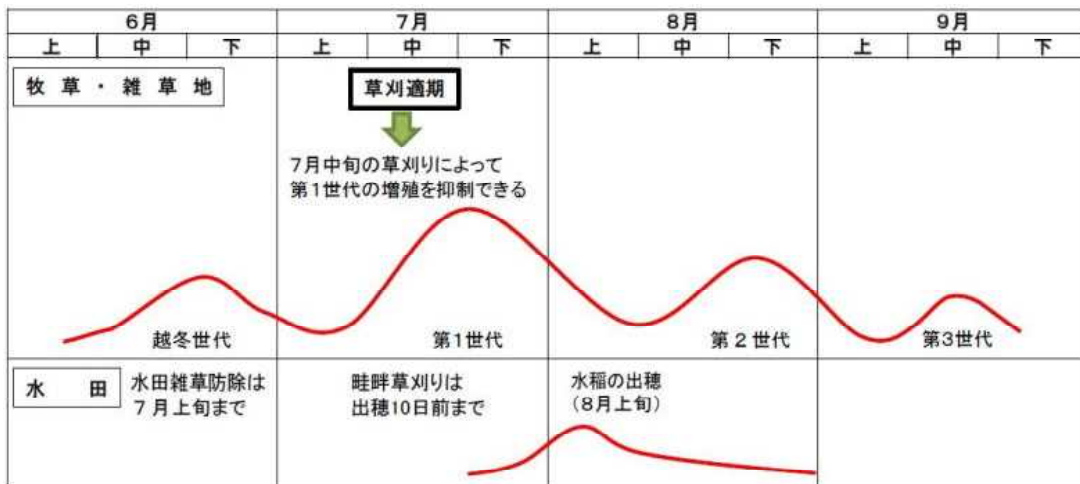 6月 7月 8月 9月
上 中 下 上 中 下 上 中 下 上 中 下
牧草・雑草地
草刈適期
7月中旬の草刈りによって
第1世代の増殖を抑制できる
越冬世代 第1世代 第2世代 第3世代
水田
水田雑草防除は
7月上旬まで
畦畔草刈りは
出穂10日前まで
水稲の出穂
(8月上旬)